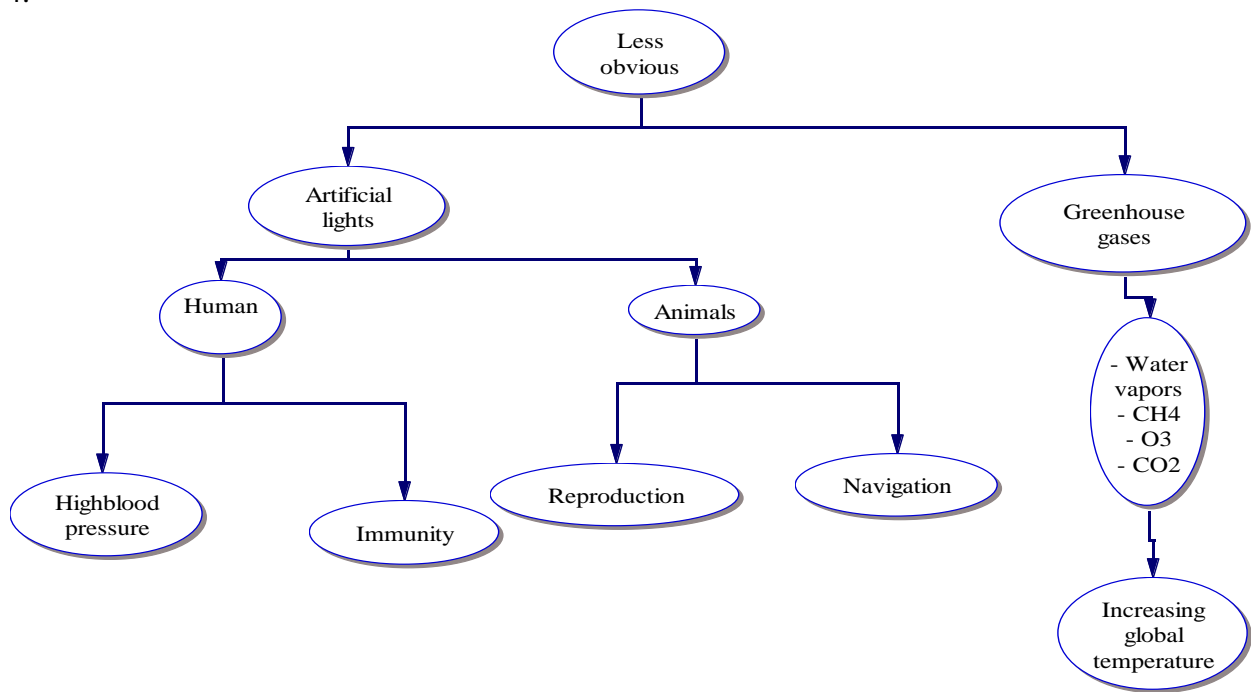 Less
obvious
Artificial
lights
Greenhouse
gases
Human
Animals
- Water
vapors
- CH4
- O3
- CO2
Highblood
pressure
Immunity
Reproduction
Navigation
Increasing
global
temperature